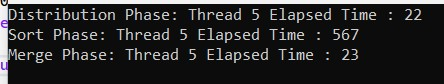 Distribution Phase: Thread 5 Elapsed Time : 22
Sort Phase: Thread 5 Elapsed Time : 567
Merge Phase: Thread 5 Elapsed Time : 23